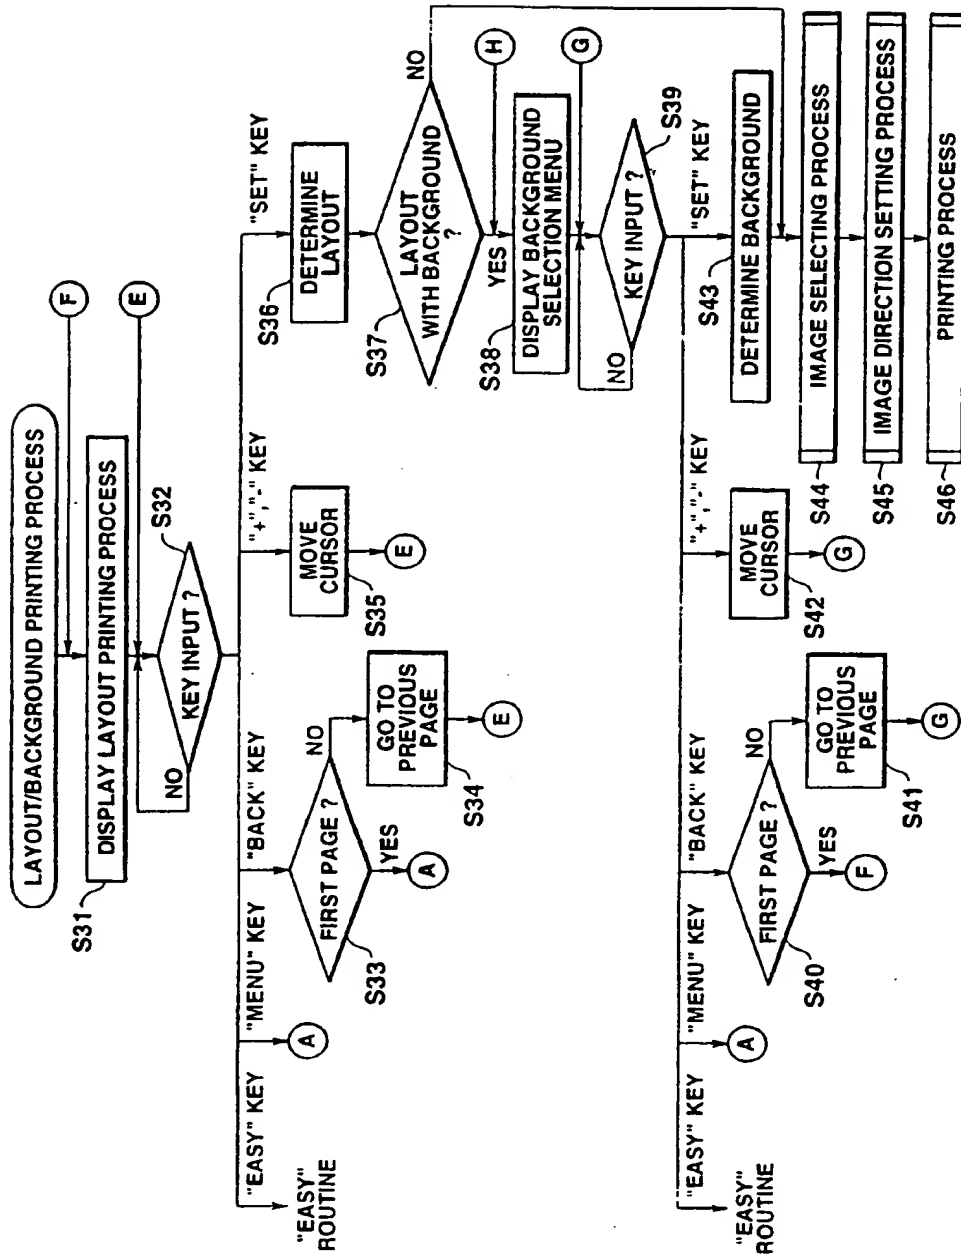 LAYOUT/BACKGROUND PRINTING PROCESS
F
S31
DISPLAY LAYOUT PRINTING PROCESS
E
S32
KEY INPUT ?
NO
"EASY" KEY
"MENU" KEY
"BACK" KEY
"+","-" KEY
"SET" KEY
"EASY"
ROUTINE
A
S33
FIRST PAGE ?
YES
A
NO
S34
GO TO
PREVIOUS
PAGE
E
S35
MOVE
CURSOR
E
S36
DETERMINE
LAYOUT
S37
LAYOUT
WITH BACKGROUND
?
NO
YES
H
S38
DISPLAY BACKGROUND
SELECTION MENU
G
S39
KEY INPUT ?
NO
"EASY" KEY
"MENU" KEY
"BACK" KEY
"+","-" KEY
"SET" KEY
"EASY"
ROUTINE
A
S40
FIRST PAGE ?
YES
F
NO
S41
GO TO
PREVIOUS
PAGE
G
S42
MOVE
CURSOR
G
S43
DETERMINE BACKGROUND
S44
IMAGE SELECTING PROCESS
S45
IMAGE DIRECTION SETTING PROCESS
S46
PRINTING PROCESS